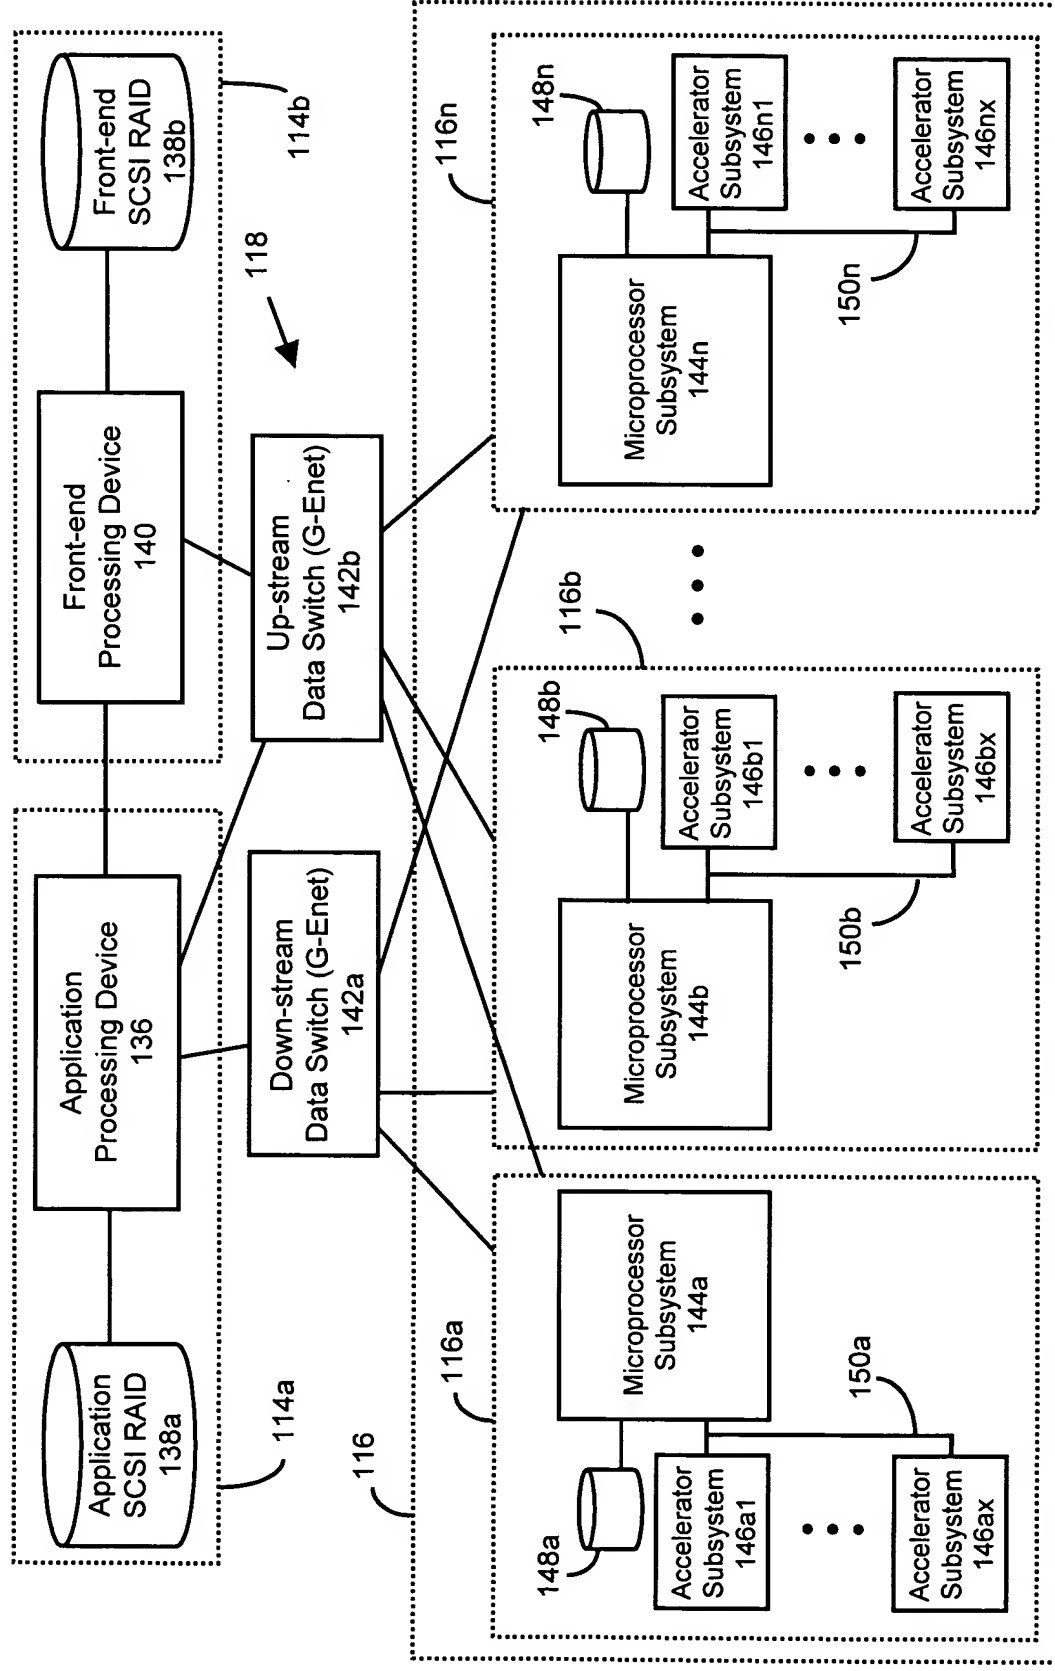 Application
SCSI RAID
138a
Application
Processing Device
136
Front-end
Processing Device
140
Front-end
SCSI RAID
138b
114a
114b
118
Down-stream
Data Switch (G-Enet)
142a
Up-stream
Data Switch (G-Enet)
142b
116
116a
116b
116n
148a
Microprocessor
Subsystem
144a
Accelerator
Subsystem
146a1
Accelerator
Subsystem
146ax
150a
Microprocessor
Subsystem
144b
148b
Accelerator
Subsystem
146b1
Accelerator
Subsystem
146bx
150b
Microprocessor
Subsystem
144n
148n
Accelerator
Subsystem
146n1
Accelerator
Subsystem
146nx
150n